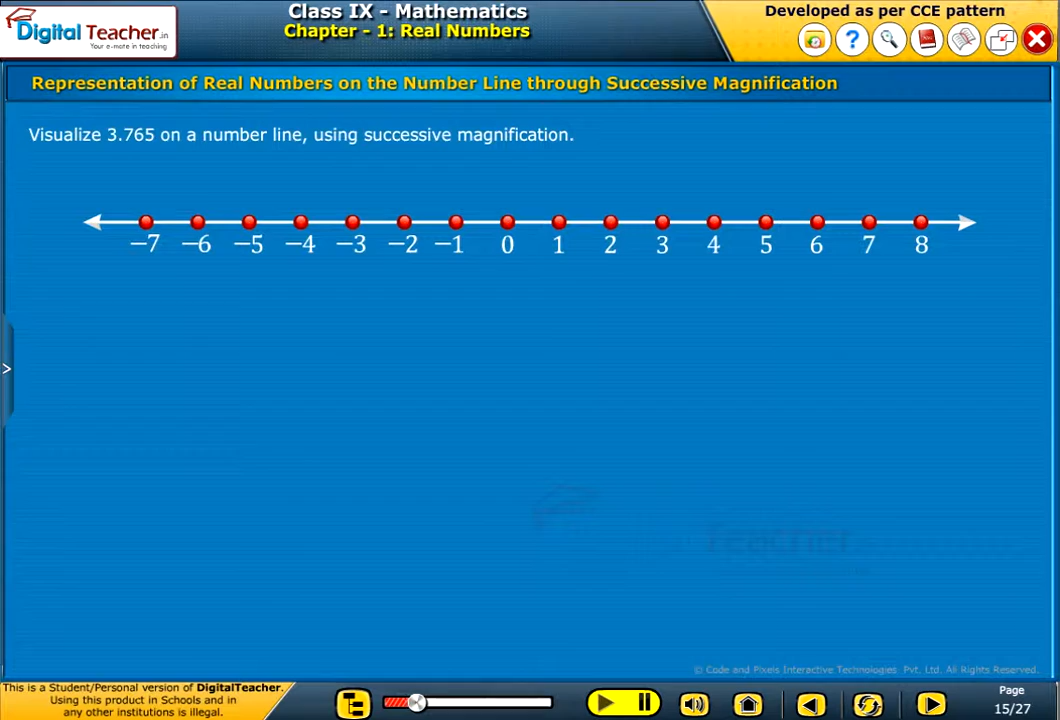 Digital Teacher.in
Your e-mate in teaching
Class IX - Mathematics
Chapter - 1: Real Numbers
Developed as per CCE pattern
Representation of Real Numbers on the Number Line through Successive Magnification
Visualize 3.765 on a number line, using successive magnification.
−7 −6 −5 −4 −3 −2 −1 0 1 2 3 4 5 6 7 8
>
Teacher
© Code and Pixels Interactive Technologies Pvt. Ltd. All Rights Reserved.
This is a Student/Personal version of DigitalTeacher.
Using this product in Schools and in
any other institutions is illegal.
Page
15/27